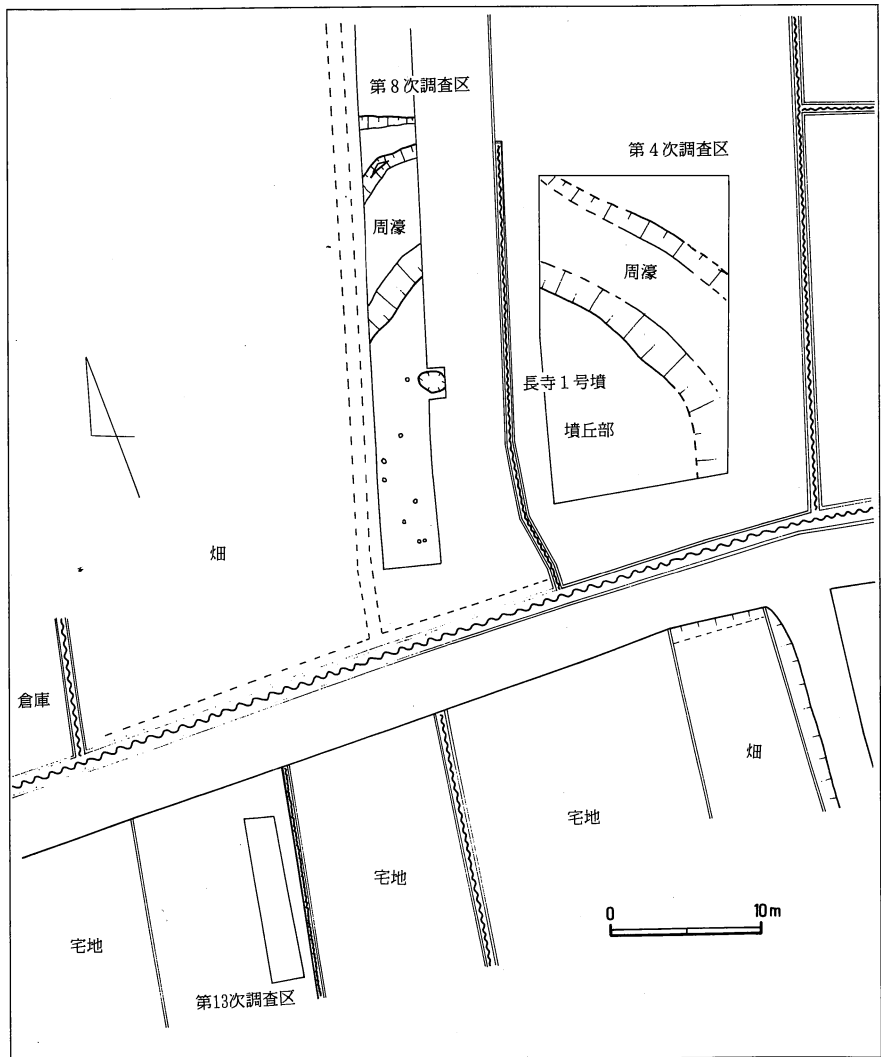 第8次調査区
第4次調査区
周濠
周濠
長寺1号墳
墳丘部
畑
倉庫
畑
宅地
宅地
宅地
0 10m
第13次調査区